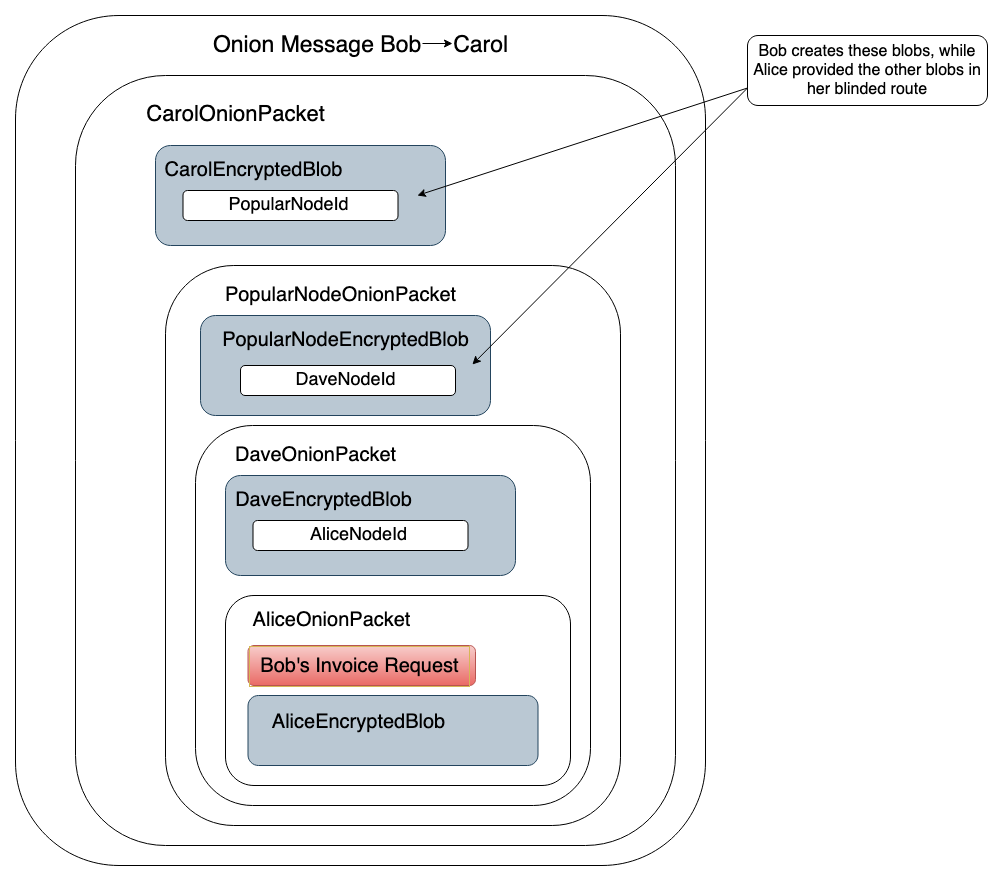 Onion Message Bob→Carol
Bob creates these blobs, while
Alice provided the other blobs in
her blinded route
CarolOnionPacket
CarolEncryptedBlob
PopularNodeId
PopularNodeOnionPacket
PopularNodeEncryptedBlob
DaveNodeId
DaveOnionPacket
DaveEncryptedBlob
AliceNodeId
AliceOnionPacket
Bob's Invoice Request
AliceEncryptedBlob